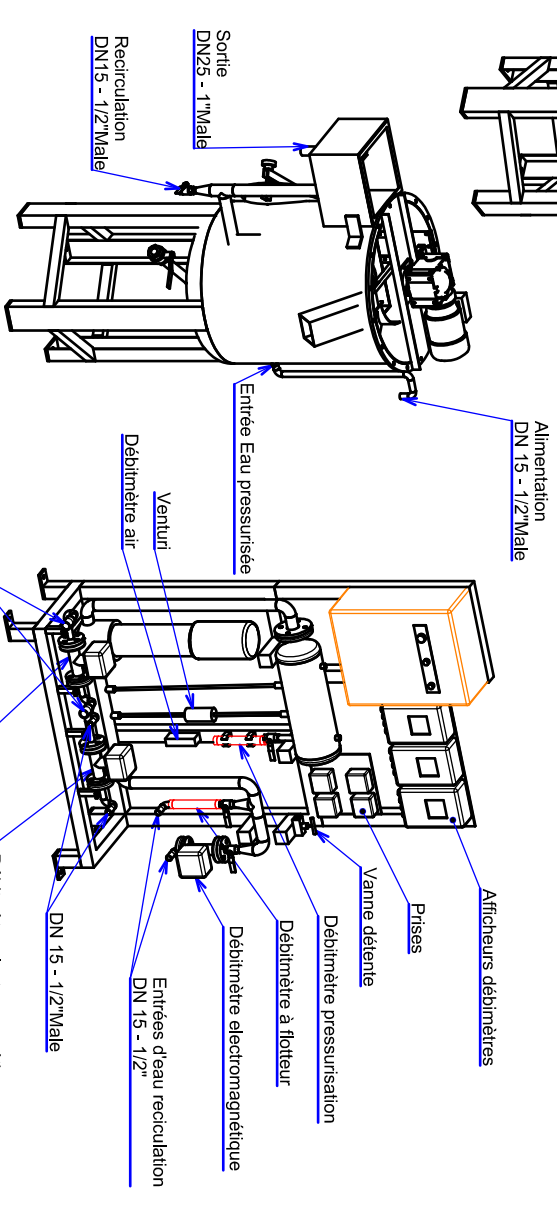 Alimentation
DN 15 - 1/2"Male
Sortie
DN25 - 1"Male
Recirculation
DN15 - 1/2"Male
Entrée Eau pressurisée
Venturi
Débitmètre air
Afficheurs débimètres
Prises
Vanne détente
Débitmètre pressurisation
Débitmètre à flotteur
Débitmètre electromagnétique
Entrées d'eau reciculation
DN 15 - 1/2"
DN 15 - 1/2"Male